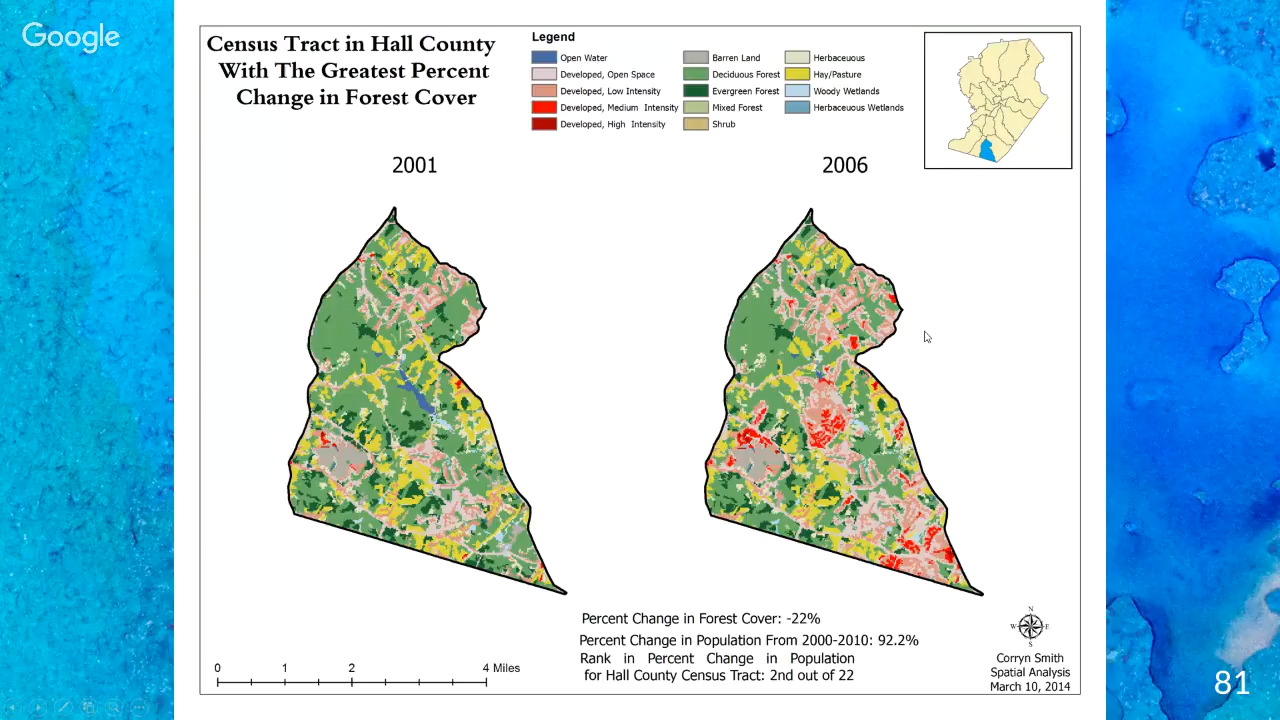 Google
Census Tract in Hall County
With The Greatest Percent
Change in Forest Cover
Legend
Open Water
Developed, Open Space
Developed, Low Intensity
Developed, Medium Intensity
Developed, High Intensity
Barren Land
Deciduous Forest
Evergreen Forest
Mixed Forest
Shrub
Herbaceuous
Hay/Pasture
Woody Wetlands
Herbaceuous Wetlands
2001
2006
Percent Change in Forest Cover: -22%
Percent Change in Population From 2000-2010: 92.2%
Rank in Percent Change in Population
for Hall County Census Tract: 2nd out of 22
0 1 2 4 Miles
N
W E
S
Corryn Smith
Spatial Analysis
March 10, 2014
81